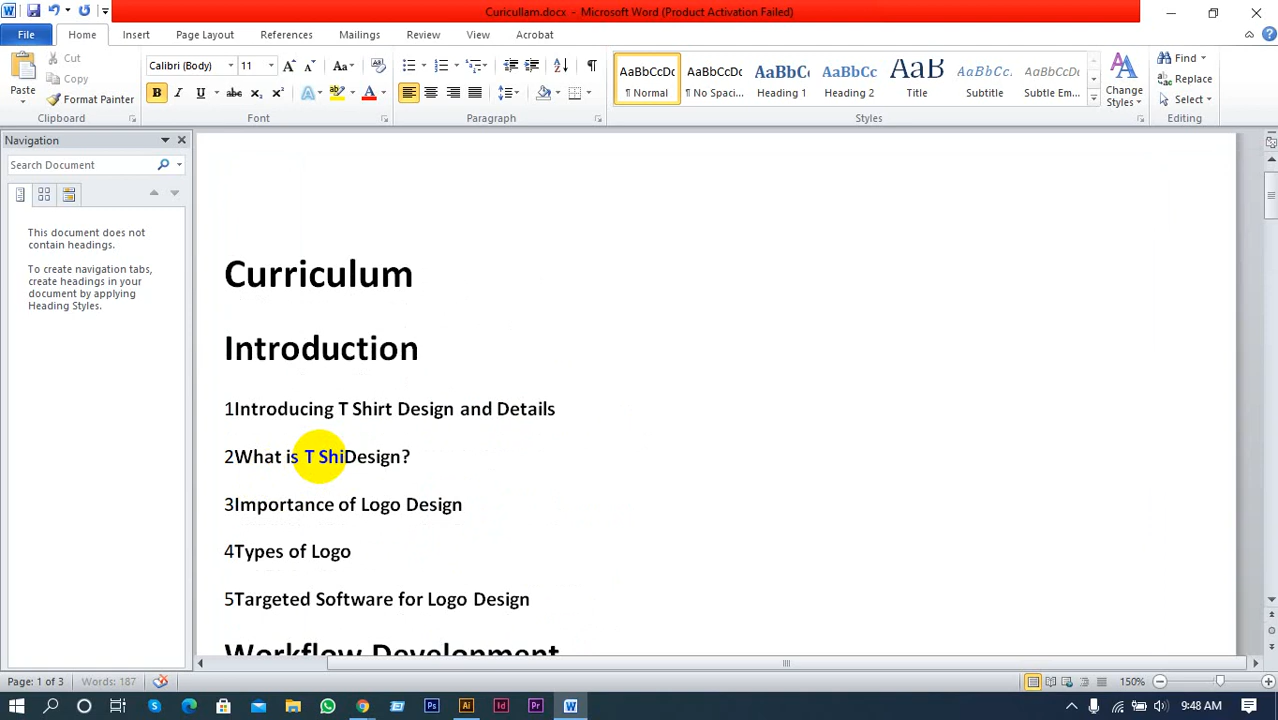 Curicullam.docx - Microsoft Word (Product Activation Failed)
File Home Insert Page Layout References Mailings Review View Acrobat
Paste
Cut
Copy
Format Painter
Calibri (Body) 11
AaBbCcDc AaBbCcDc AaBbC AaBbCc AaB AaBbCcL AaBbCcDc
¶ Normal ¶ No Spaci... Heading 1 Heading 2 Title Subtitle Subtle Em...
Change Styles
Find
Replace
Select
Clipboard Font Paragraph Styles Editing
Navigation
Search Document
This document does not
contain headings.
To create navigation tabs,
create headings in your
document by applying
Heading Styles.
Curriculum
Introduction
1Introducing T Shirt Design and Details
2What is T ShiDesign?
3Importance of Logo Design
4Types of Logo
5Targeted Software for Logo Design
Workflow Development
Page: 1 of 3 Words: 187 150%
9:48 AM